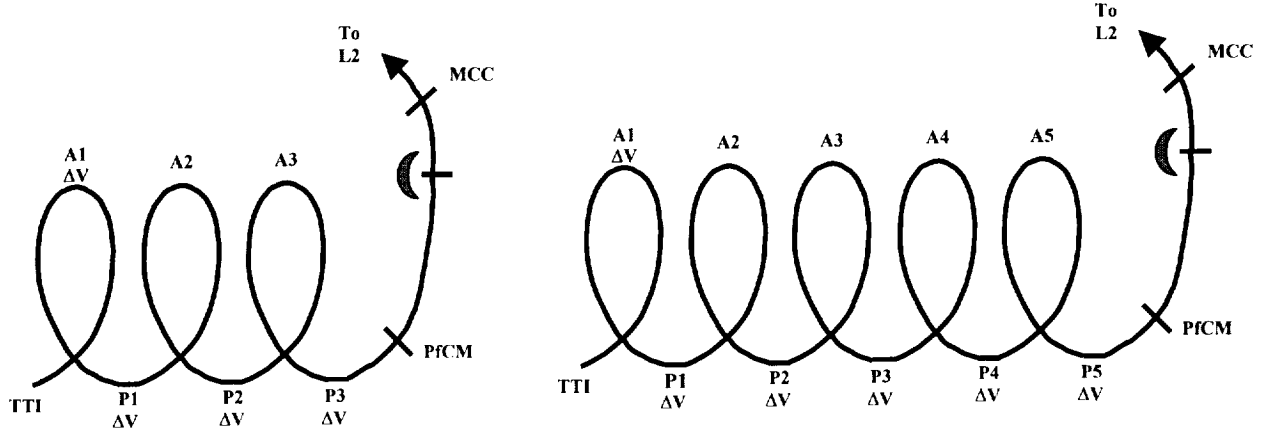 To
L2
MCC
A1
ΔV
A2
A3
PfCM
TTI
P1
ΔV
P2
ΔV
P3
ΔV
To
L2
MCC
A1
ΔV
A2
A3
A4
A5
PfCM
TTI
P1
ΔV
P2
ΔV
P3
ΔV
P4
ΔV
P5
ΔV